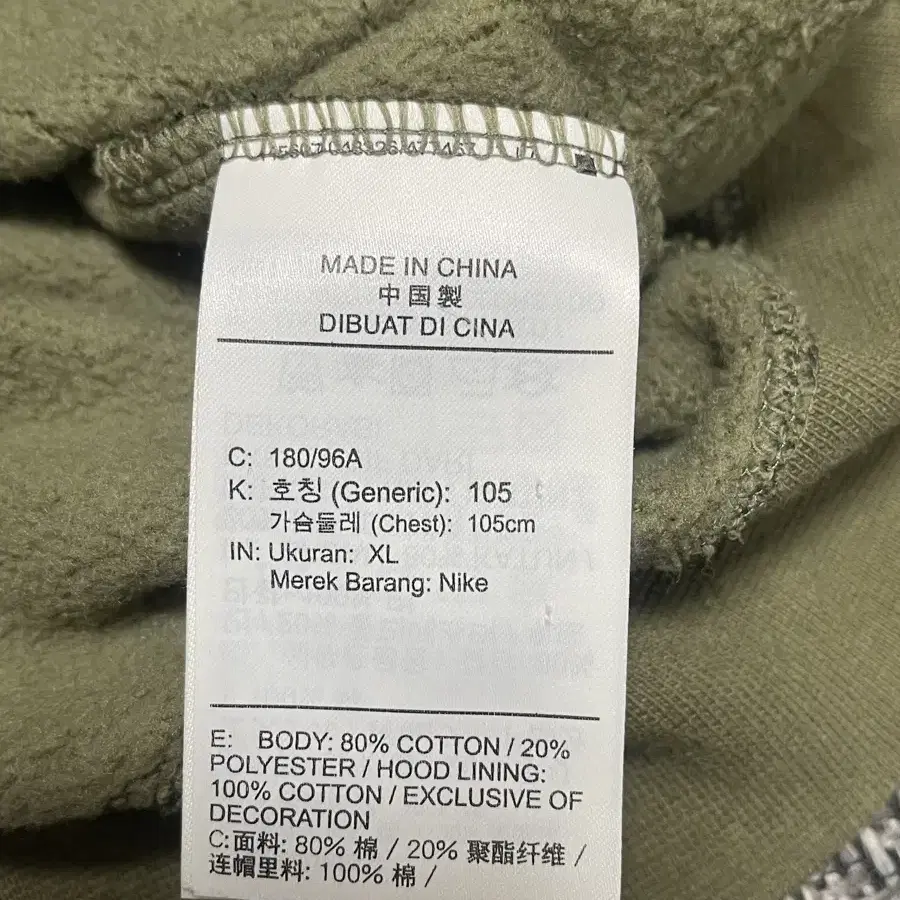 MADE IN CHINA
中国製
DIBUAT DI CINA
C: 180/96A
K: 호칭 (Generic): 105
가슴둘레 (Chest): 105cm
IN: Ukuran: XL
Merek Barang: Nike
E: BODY: 80% COTTON / 20%
POLYESTER / HOOD LINING:
100% COTTON / EXCLUSIVE OF
DECORATION
C:面料: 80% 棉 / 20% 聚酯纤维 /
连帽里料: 100% 棉 /